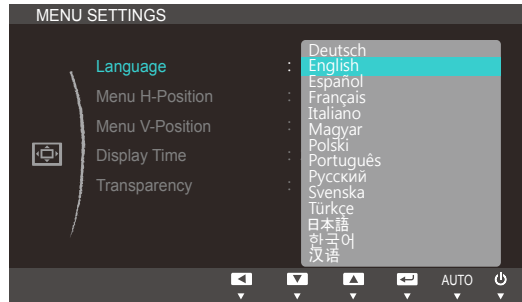 MENU SETTINGS
Language :
Menu H-Position :
Menu V-Position :
Display Time :
Transparency :
Deutsch
English
Español
Français
Italiano
Magyar
Polski
Português
Русский
Svenska
Türkçe
日本語
한국어
汉语
AUTO